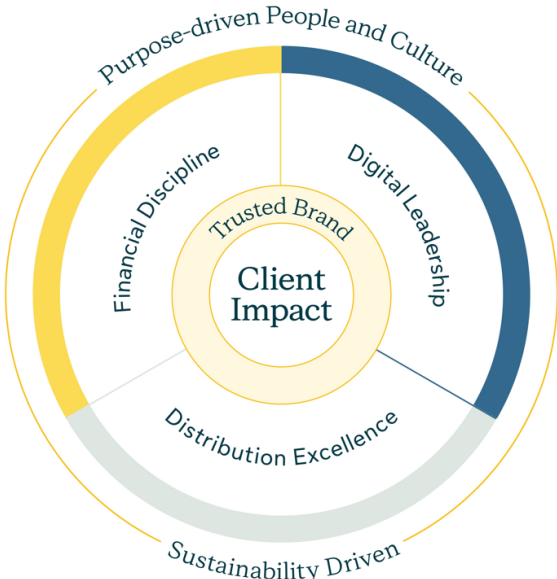 Purpose-driven People and Culture
Financial Discipline
Digital Leadership
Trusted Brand
Client
Impact
Distribution Excellence
Sustainability Driven